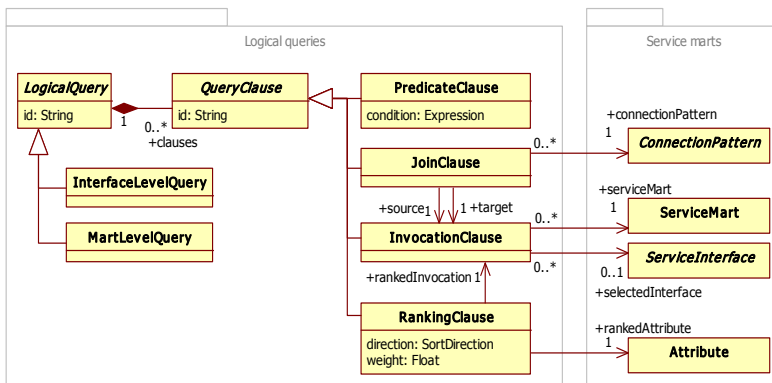 Logical queries
Service marts
LogicalQuery
id: String
1
0..*
+clauses
QueryClause
id: String
PredicateClause
condition: Expression
+connectionPattern
0..*
1
ConnectionPattern
JoinClause
InterfaceLevelQuery
+source
1
1
+target
+serviceMart
0..*
1
ServiceMart
MartLevelQuery
InvocationClause
ServiceInterface
0..*
0..1
+selectedInterface
+rankedInvocation
1
RankingClause
direction: SortDirection
weight: Float
+rankedAttribute
1
Attribute